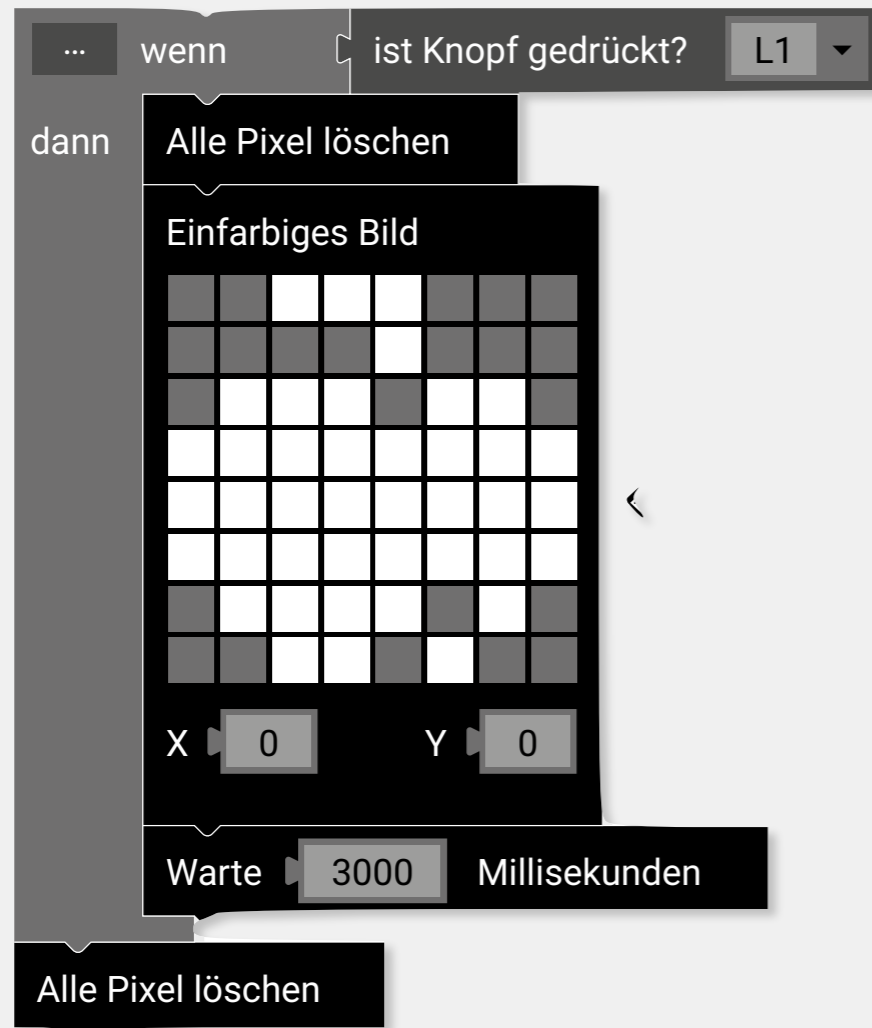 ... wenn ist Knopf gedrückt? L1
dann Alle Pixel löschen
Einfarbiges Bild
X 0 Y 0
Warte 3000 Millisekunden
Alle Pixel löschen